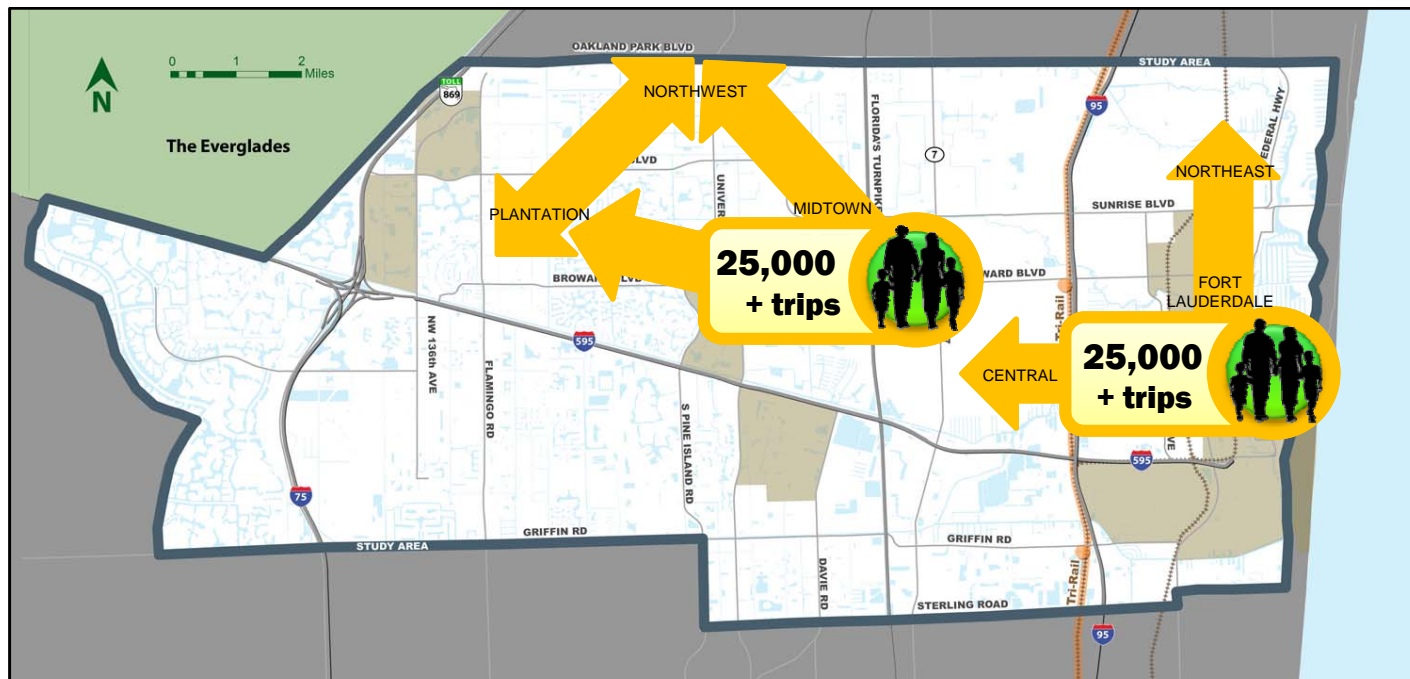 OAKLAND PARK BLVD
STUDY AREA
0 1 2
Miles
N
TOLL
869
The Everglades
NORTHWEST
95
FLORIDA'S TURNPIK
FEDERAL HWY
7
BLVD
UNIVER
NORTHEAST
PLANTATION
MIDTOWN
SUNRISE BLVD
25,000
+ trips
BROWA
LVD
WARD BLVD
FORT
LAUDERDALE
Tri-Rail
NW 136th AVE
FLAMINGO RD
595
CENTRAL
25,000
+ trips
S PINE ISLAND RD
VE
595
75
GRIFFIN RD
GRIFFIN RD
STUDY AREA
DAVIE RD
Tri-Rail
STERLING ROAD
95